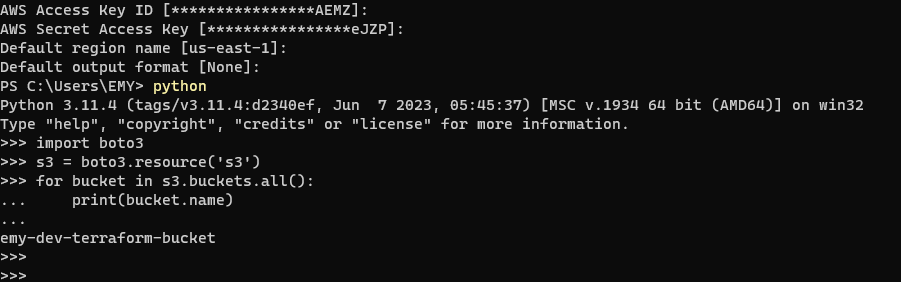 AWS Access Key ID [****************AEMZ]:
AWS Secret Access Key [****************eJZP]:
Default region name [us-east-1]:
Default output format [None]:
PS C:\Users\EMY> python
Python 3.11.4 (tags/v3.11.4:d2340ef, Jun  7 2023, 05:45:37) [MSC v.1934 64 bit (AMD64)] on win32
Type "help", "copyright", "credits" or "license" for more information.
>>> import boto3
>>> s3 = boto3.resource('s3')
>>> for bucket in s3.buckets.all():
...     print(bucket.name)
...
emy-dev-terraform-bucket
>>>
>>>